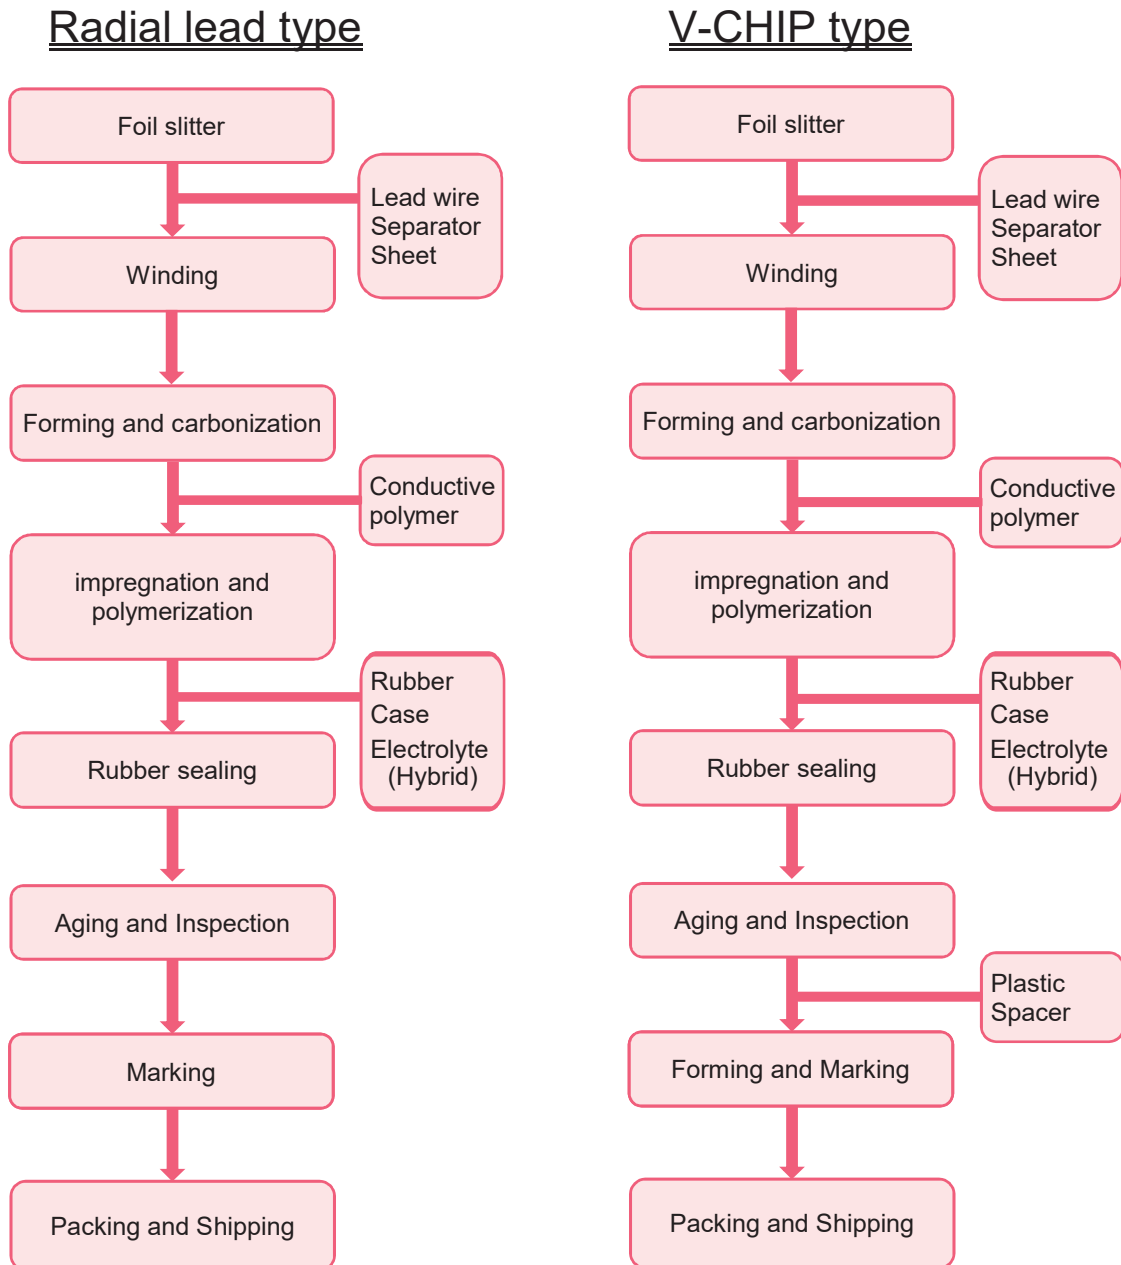 Radial lead type
Foil slitter
Lead wire
Separator
Sheet
Winding
Forming and carbonization
Conductive
polymer
impregnation and
polymerization
Rubber
Case
Electrolyte
(Hybrid)
Rubber sealing
Aging and Inspection
Marking
Packing and Shipping
V-CHIP type
Foil slitter
Lead wire
Separator
Sheet
Winding
Forming and carbonization
Conductive
polymer
impregnation and
polymerization
Rubber
Case
Electrolyte
(Hybrid)
Rubber sealing
Aging and Inspection
Plastic
Spacer
Forming and Marking
Packing and Shipping